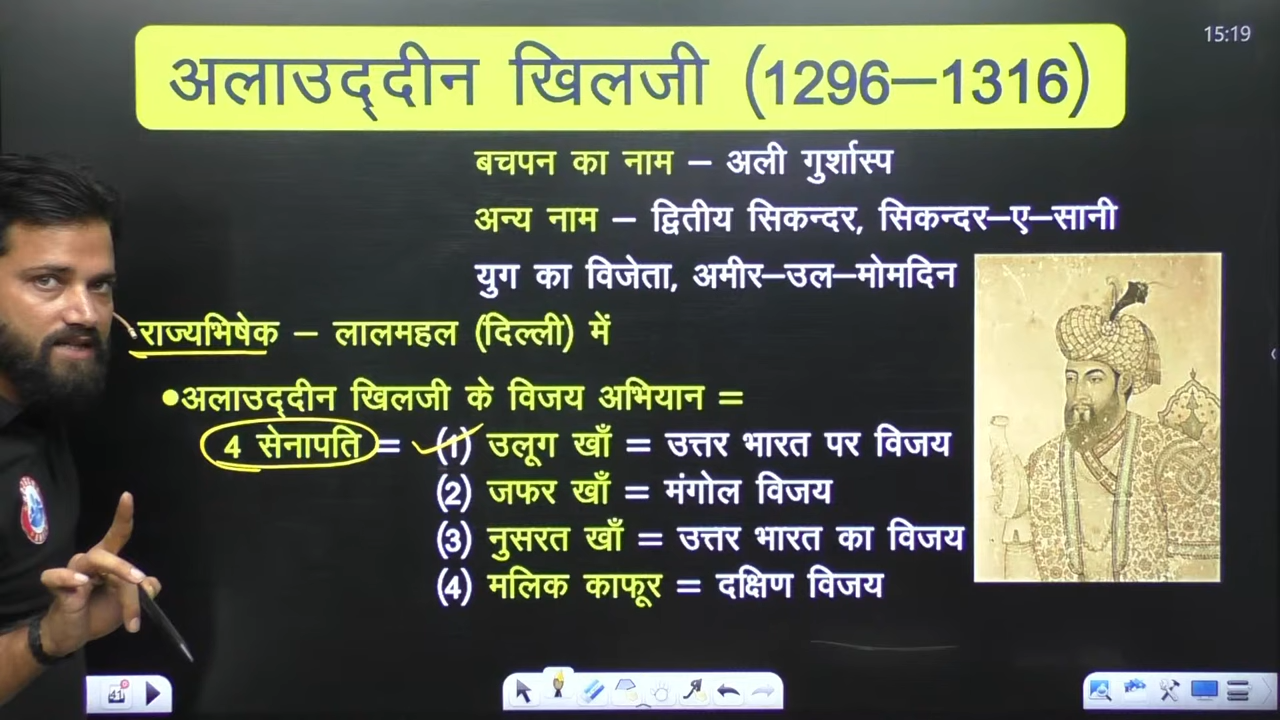 15:19
अलाउद्दीन खिलजी (1296–1316)
बचपन का नाम – अली गुर्शास्प
अन्य नाम – द्वितीय सिकन्दर, सिकन्दर–ए–सानी
युग का विजेता, अमीर–उल–मोमदिन
राज्यभिषेक – लालमहल (दिल्ली) में
•अलाउद्दीन खिलजी के विजय अभियान =
4 सेनापति = (1) उलूग खाँ = उत्तर भारत पर विजय
(2) जफर खाँ = मंगोल विजय
(3) नुसरत खाँ = उत्तर भारत का विजय
(4) मलिक काफूर = दक्षिण विजय
41